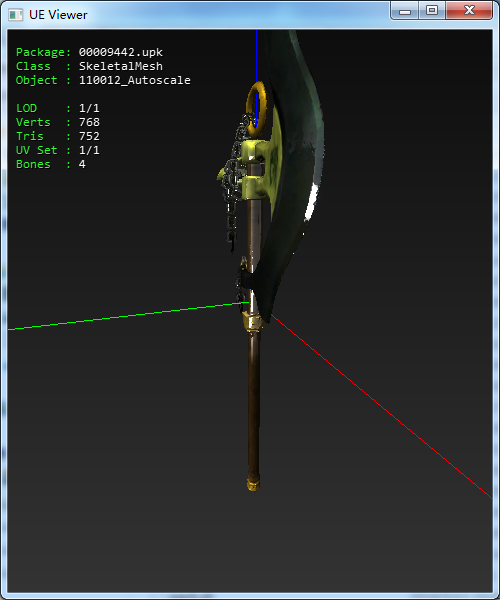 UE Viewer
Package: 00009442.upk
Class : SkeletalMesh
Object : 110012_Autoscale
LOD : 1/1
Verts : 768
Tris : 752
UV Set : 1/1
Bones : 4